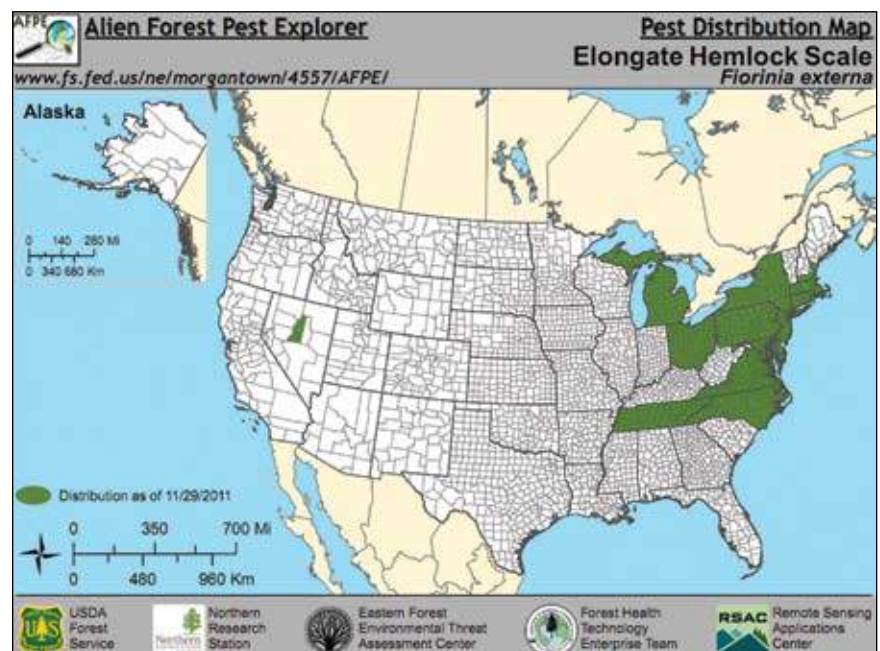 AFPE
Alien Forest Pest Explorer
Pest Distribution Map
Elongate Hemlock Scale
www.fs.fed.us/ne/morgantown/4557/AFPE/
Fiorinia externa
Alaska
0 140 280 Mi
0 340 680 Km
Distribution as of 11/29/2011
0 350 700 Mi
0 480 960 Km
USDA
Forest
Service
Northern
Research
Station
Eastern Forest
Environmental Threat
Assessment Center
Forest Health
Technology
Enterprise Team
RSAC
Remote Sensing
Applications
Center